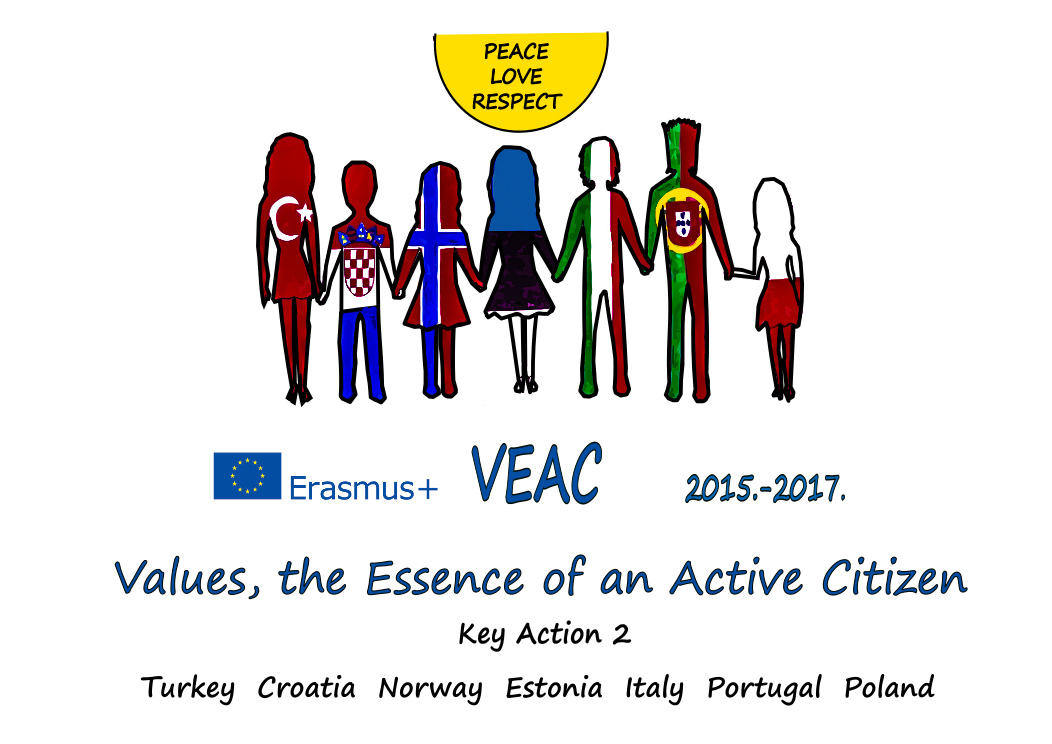 PEACE
LOVE
RESPECT
Erasmus+ VEAC 2015.-2017.
Values, the Essence of an Active Citizen
Key Action 2
Turkey Croatia Norway Estonia Italy Portugal Poland